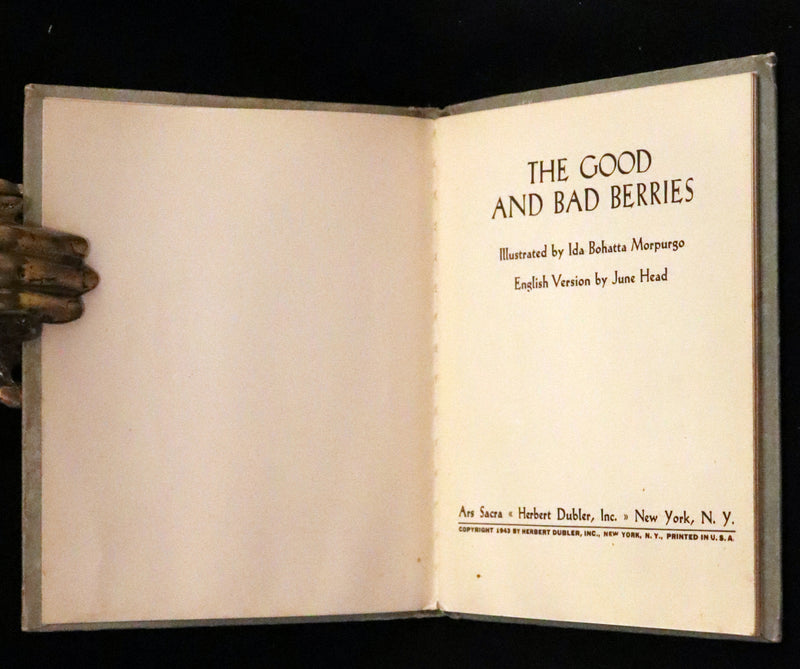 THE GOOD
AND BAD BERRIES
Illustrated by Ida Bohatta Morpurgo
English Version by June Head
Ars Sacra « Herbert Dubler, Inc. » New York, N. Y.
COPYRIGHT 1943 BY HERBERT DUBLER, INC., NEW YORK, N. Y., PRINTED IN U. S. A.